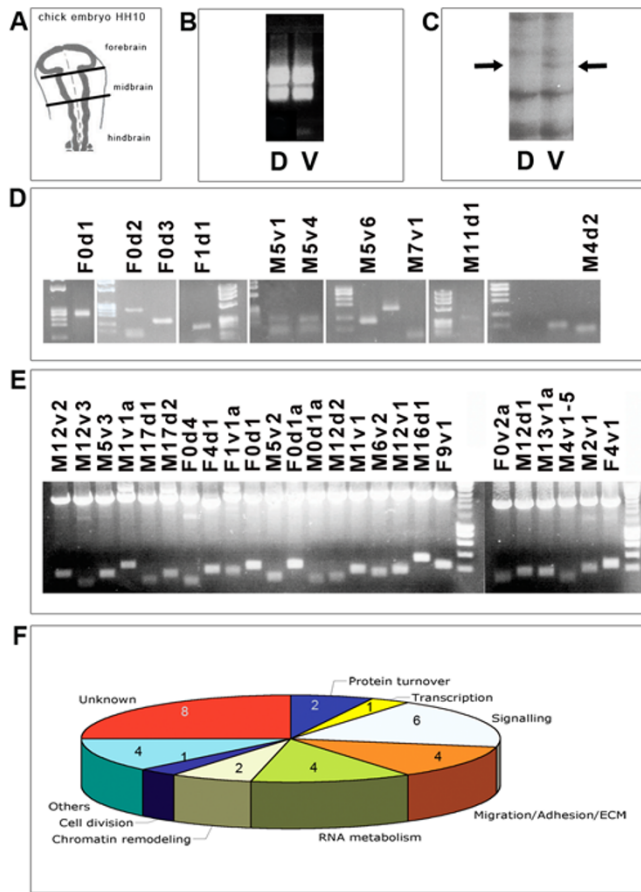 A
chick embryo HH10
forebrain
midbrain
hindbrain
B
D V
C
D V
D
F0d1
F0d2
F0d3
F1d1
M5v1
M5v4
M5v6
M7v1
M11d1
M4d2
E
M12v2
M12v3
M5v3
M1v1a
M17d1
M17d2
F0d4
F4d1
F1v1a
F0d1
M5v2
F0d1a
M0d1a
M12d2
M1v1
M6v2
M12v1
M16d1
F9v1
F0v2a
M12d1
M13v1a
M4v1-5
M2v1
F4v1
F
Protein turnover
Transcription
Unknown
Signalling
8
2
1
6
4
1
2
4
4
Others
Cell division
Chromatin remodeling
RNA metabolism
Migration/Adhesion/ECM